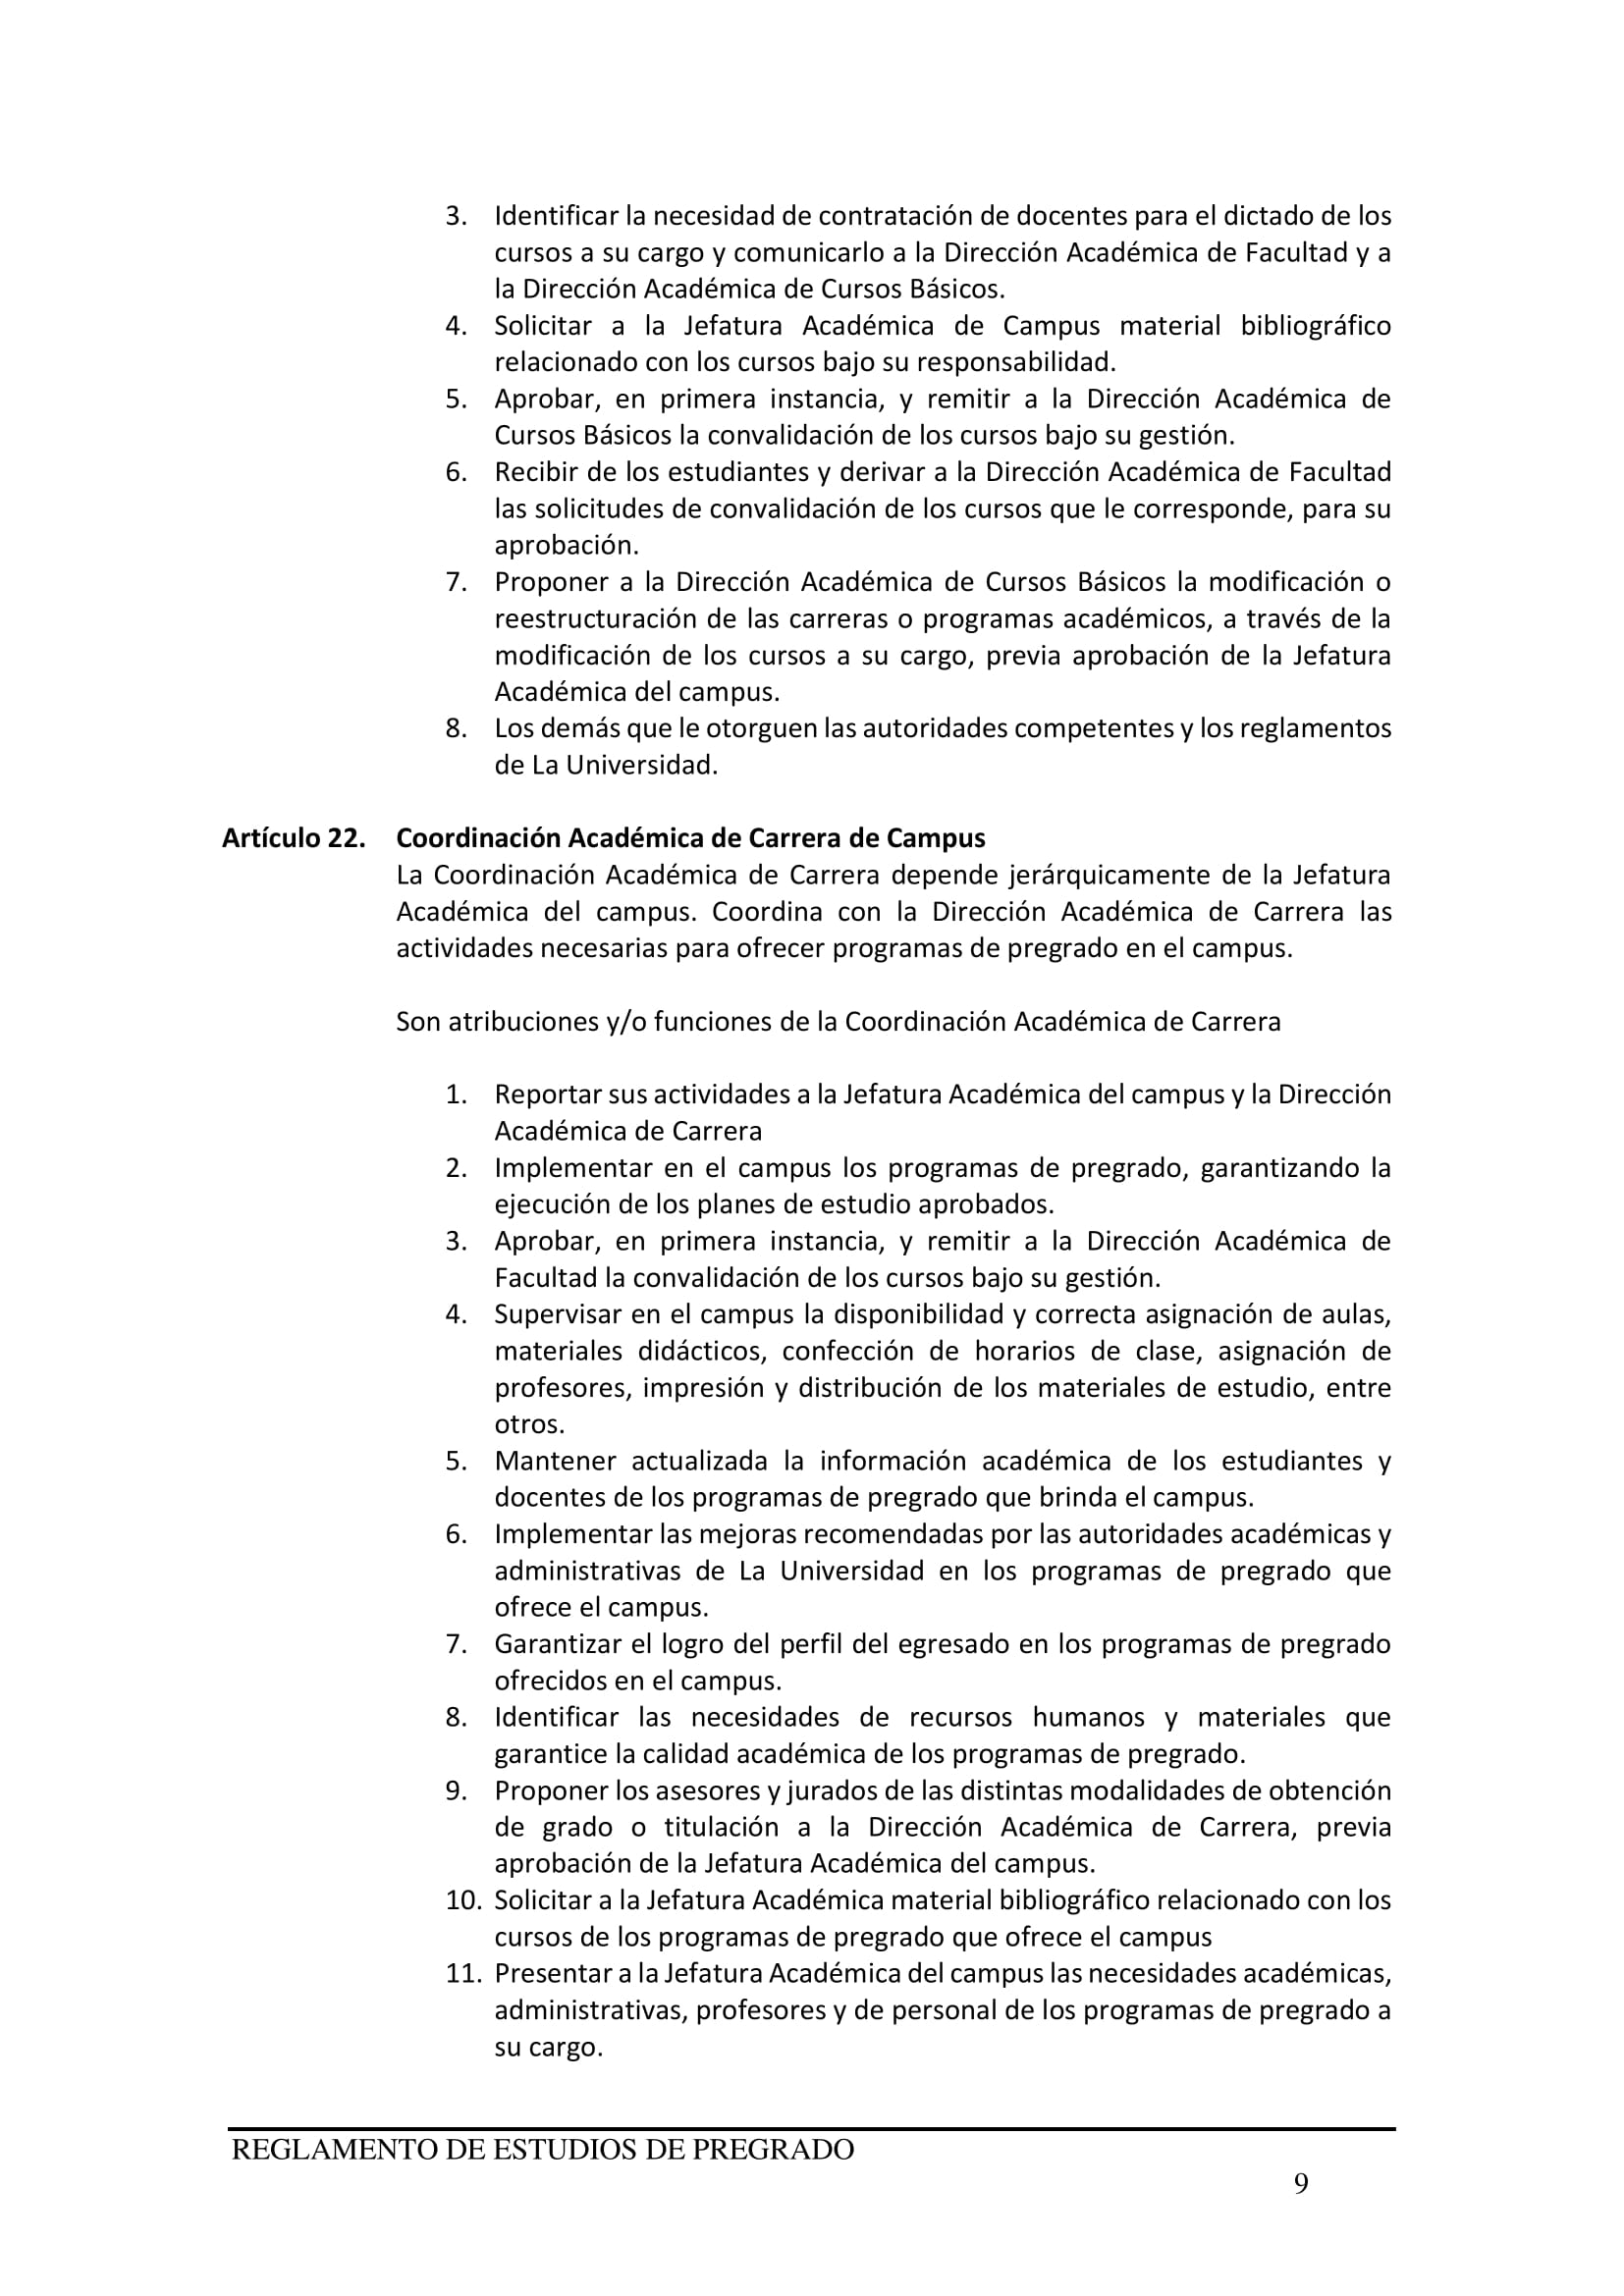 3. Identificar la necesidad de contratación de docentes para el dictado de los
cursos a su cargo y comunicarlo a la Dirección Académica de Facultad y a
la Dirección Académica de Cursos Básicos.
4. Solicitar a la Jefatura Académica de Campus material bibliográfico
relacionado con los cursos bajo su responsabilidad.
5. Aprobar, en primera instancia, y remitir a la Dirección Académica de
Cursos Básicos la convalidación de los cursos bajo su gestión.
6. Recibir de los estudiantes y derivar a la Dirección Académica de Facultad
las solicitudes de convalidación de los cursos que le corresponde, para su
aprobación.
7. Proponer a la Dirección Académica de Cursos Básicos la modificación o
reestructuración de las carreras o programas académicos, a través de la
modificación de los cursos a su cargo, previa aprobación de la Jefatura
Académica del campus.
8. Los demás que le otorguen las autoridades competentes y los reglamentos
de La Universidad.
Artículo 22. Coordinación Académica de Carrera de Campus
La Coordinación Académica de Carrera depende jerárquicamente de la Jefatura
Académica del campus. Coordina con la Dirección Académica de Carrera las
actividades necesarias para ofrecer programas de pregrado en el campus.
Son atribuciones y/o funciones de la Coordinación Académica de Carrera
1. Reportar sus actividades a la Jefatura Académica del campus y la Dirección
Académica de Carrera
2. Implementar en el campus los programas de pregrado, garantizando la
ejecución de los planes de estudio aprobados.
3. Aprobar, en primera instancia, y remitir a la Dirección Académica de
Facultad la convalidación de los cursos bajo su gestión.
4. Supervisar en el campus la disponibilidad y correcta asignación de aulas,
materiales didácticos, confección de horarios de clase, asignación de
profesores, impresión y distribución de los materiales de estudio, entre
otros.
5. Mantener actualizada la información académica de los estudiantes y
docentes de los programas de pregrado que brinda el campus.
6. Implementar las mejoras recomendadas por las autoridades académicas y
administrativas de La Universidad en los programas de pregrado que
ofrece el campus.
7. Garantizar el logro del perfil del egresado en los programas de pregrado
ofrecidos en el campus.
8. Identificar las necesidades de recursos humanos y materiales que
garantice la calidad académica de los programas de pregrado.
9. Proponer los asesores y jurados de las distintas modalidades de obtención
de grado o titulación a la Dirección Académica de Carrera, previa
aprobación de la Jefatura Académica del campus.
10. Solicitar a la Jefatura Académica material bibliográfico relacionado con los
cursos de los programas de pregrado que ofrece el campus
11. Presentar a la Jefatura Académica del campus las necesidades académicas,
administrativas, profesores y de personal de los programas de pregrado a
su cargo.
REGLAMENTO DE ESTUDIOS DE PREGRADO
9